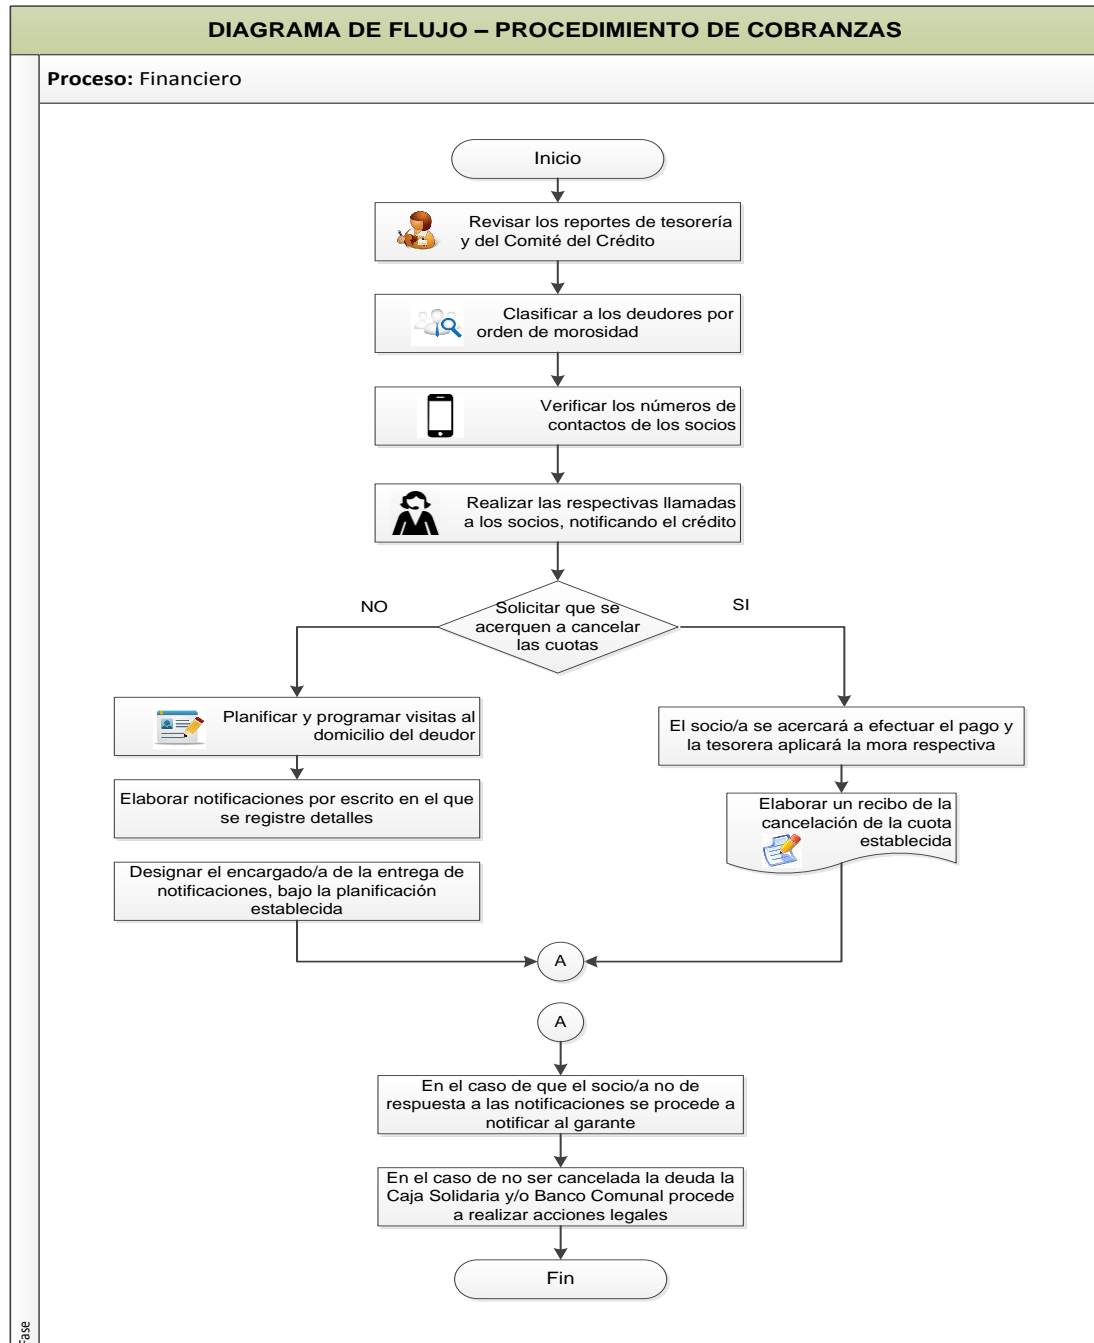 DIAGRAMA DE FLUJO – PROCEDIMIENTO DE COBRANZAS
Proceso: Financiero
Inicio
Revisar los reportes de tesorería
y del Comité del Crédito
Clasificar a los deudores por
orden de morosidad
Verificar los números de
contactos de los socios
Realizar las respectivas llamadas
a los socios, notificando el crédito
Solicitar que se
acerquen a cancelar
las cuotas
NO
Planificar y programar visitas al
domicilio del deudor
Elaborar notificaciones por escrito en el que
se registre detalles
Designar el encargado/a de la entrega de
notificaciones, bajo la planificación
establecida
SI
El socio/a se acercará a efectuar el pago y
la tesorera aplicará la mora respectiva
Elaborar un recibo de la
cancelación de la cuota
establecida
A
A
En el caso de que el socio/a no de
respuesta a las notificaciones se procede a
notificar al garante
En el caso de no ser cancelada la deuda la
Caja Solidaria y/o Banco Comunal procede
a realizar acciones legales
Fin
Fase